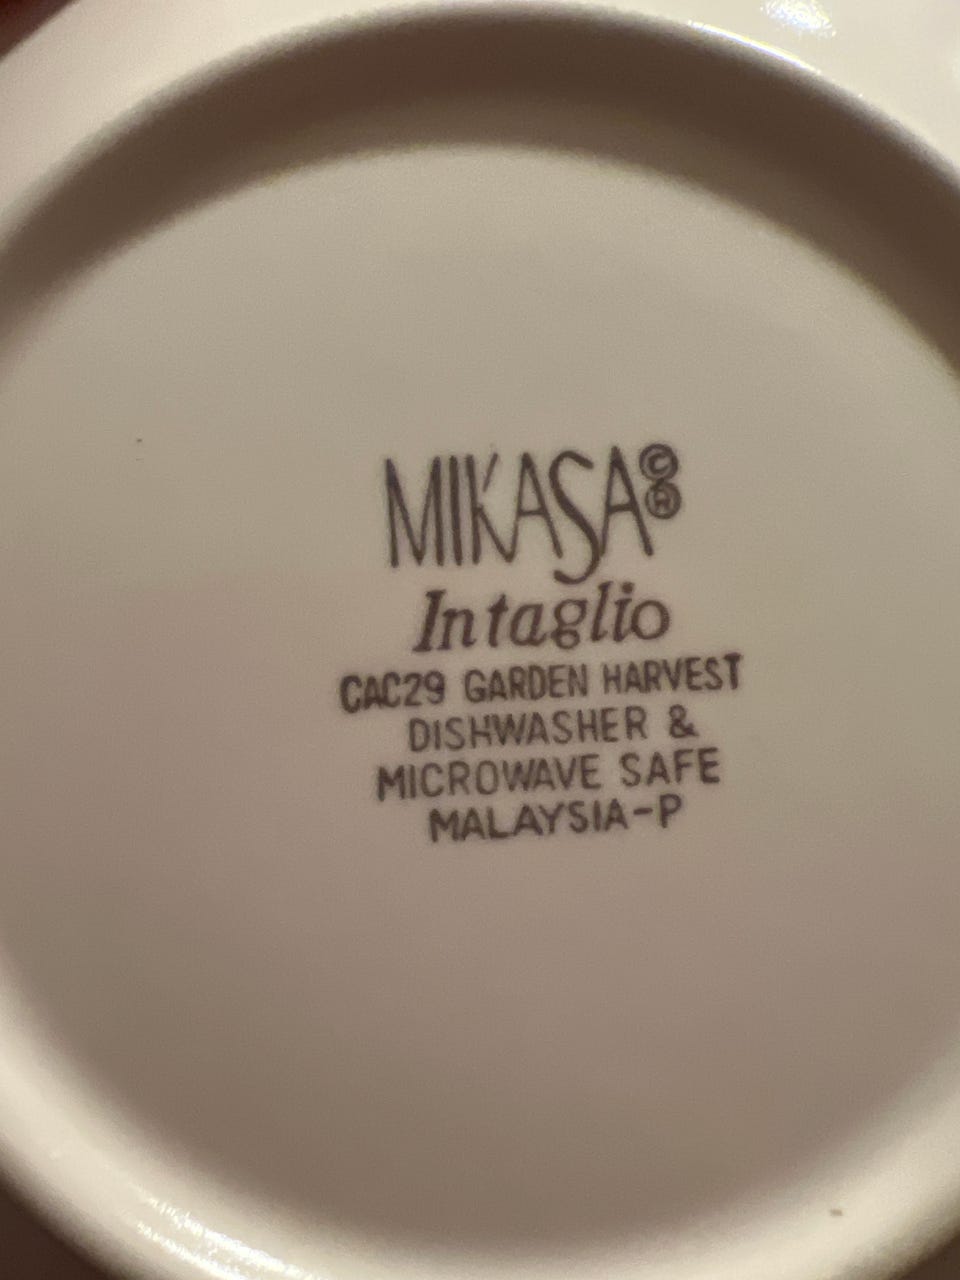 MIKASA©®
Intaglio
CAC29 GARDEN HARVEST
DISHWASHER &
MICROWAVE SAFE
MALAYSIA-P